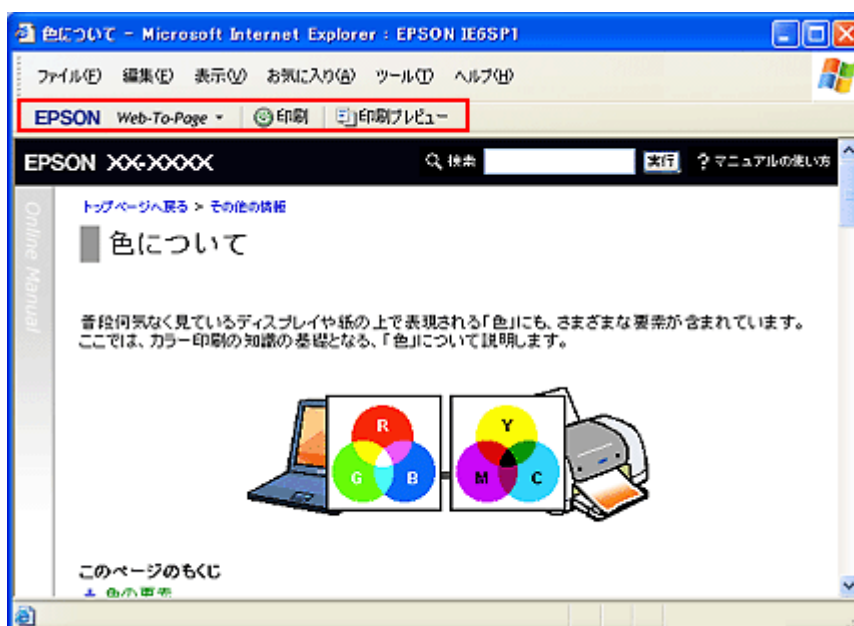 色について - Microsoft Internet Explorer : EPSON IE6SP1
ファイル(F) 編集(E) 表示(V) お気に入り(A) ツール(T) ヘルプ(H)
EPSON Web-To-Page 印刷 印刷プレビュー
EPSON XX-XXXX 検索 実行 ? マニュアルの使い方
Online Manual
トップページへ戻る > その他の情報
色について
普段何気なく見ているディスプレイや紙の上で表現される「色」にも、さまざまな要素が含まれています。
ここでは、カラー印刷の知識の基礎となる、「色」について説明します。
R Y
G B M C
このページのもくじ
色の要素